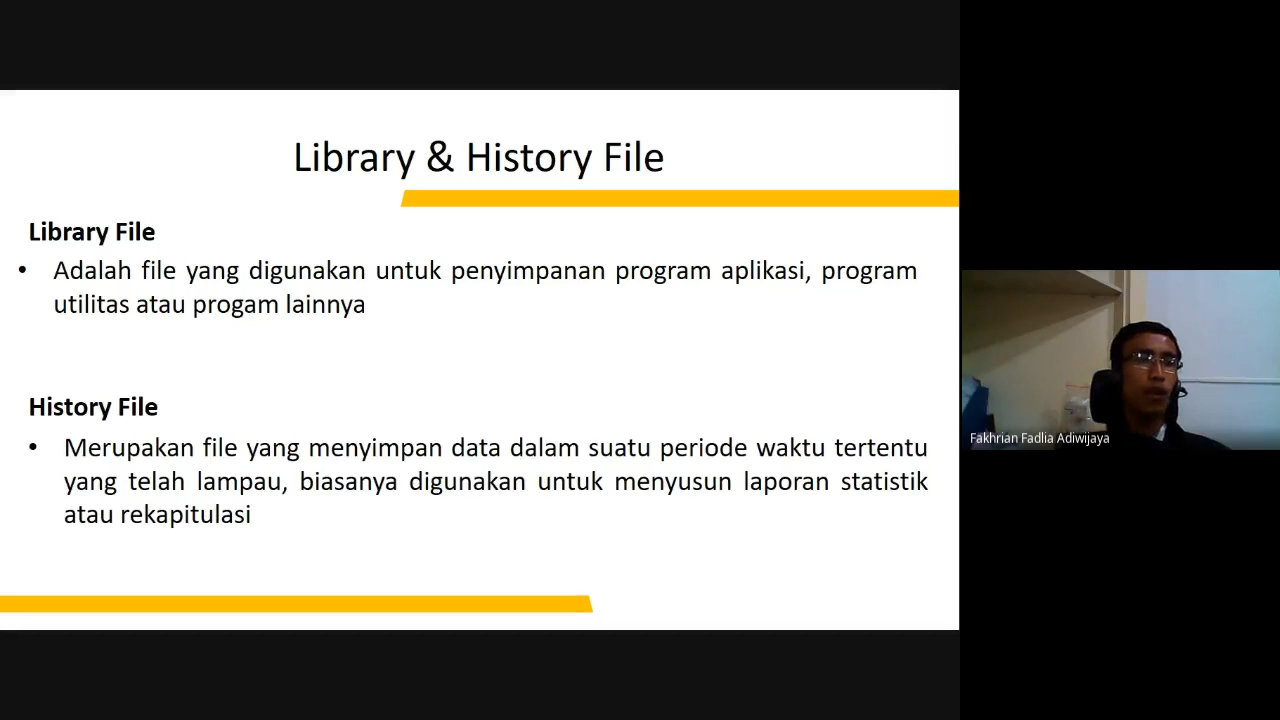 Library & History File
Library File
• Adalah file yang digunakan untuk penyimpanan program aplikasi, program
utilitas atau progam lainnya
History File
• Merupakan file yang menyimpan data dalam suatu periode waktu tertentu
yang telah lampau, biasanya digunakan untuk menyusun laporan statistik
atau rekapitulasi
Fakhrian Fadlia Adiwijaya